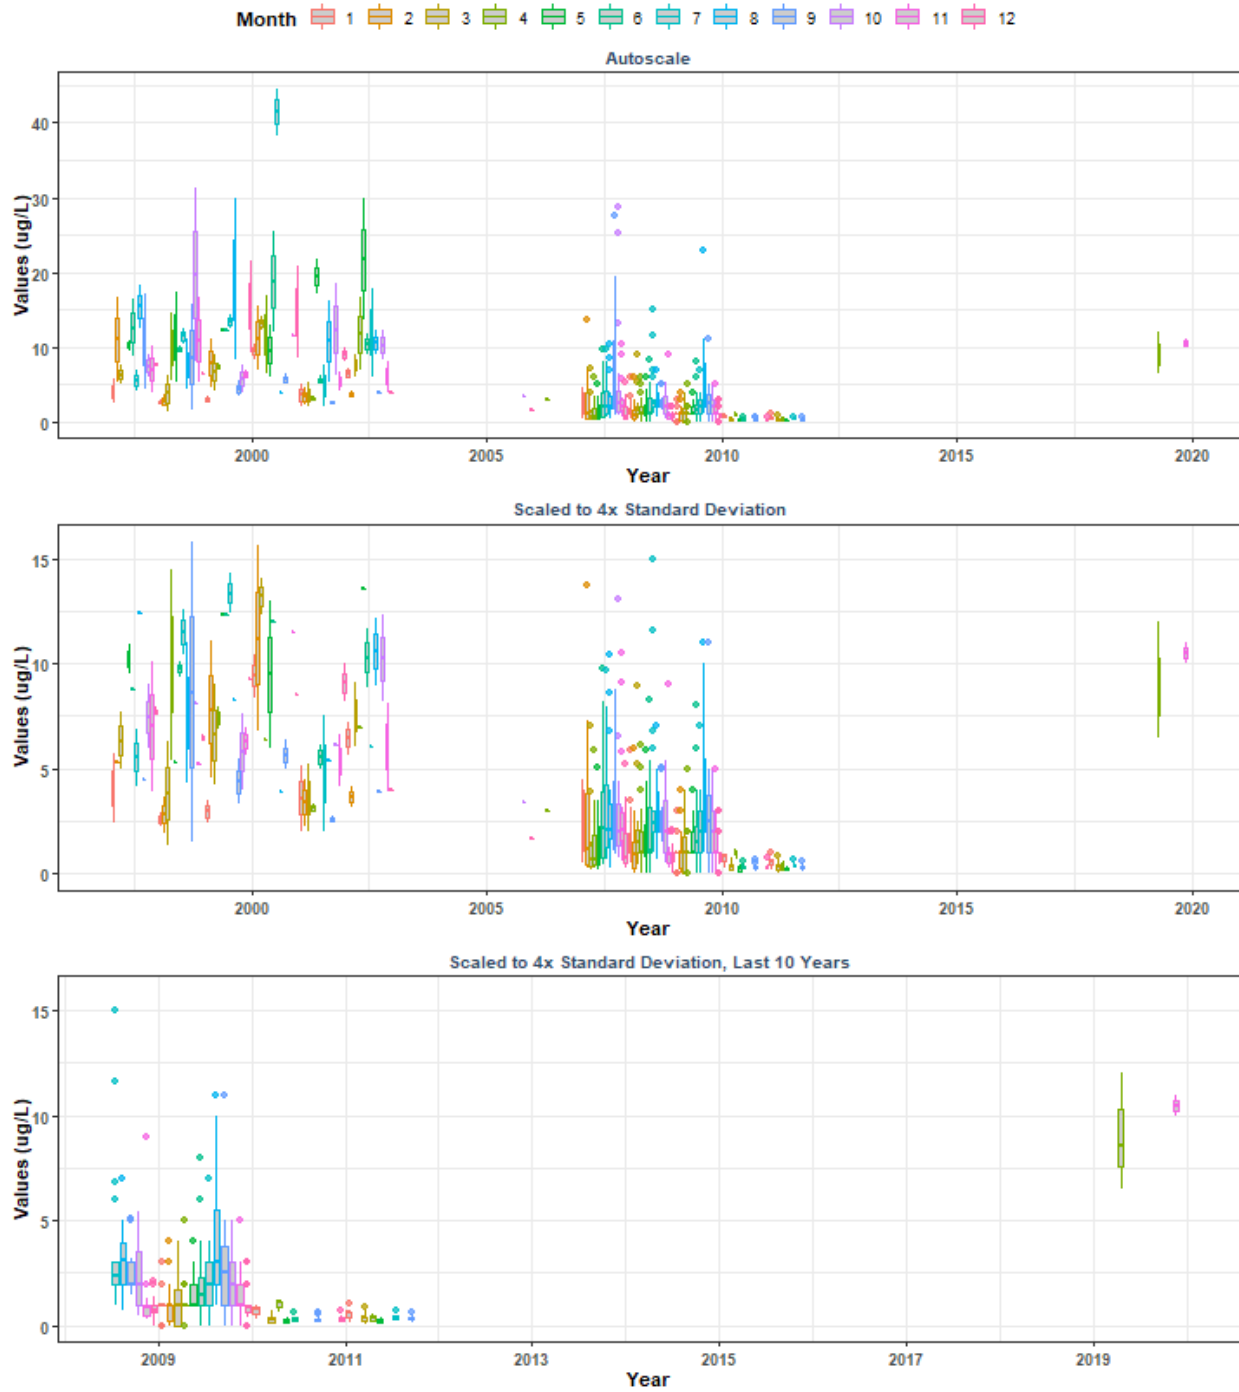 Month 1 2 3 4 5 6 7 8 9 10 11 12
Autoscale
Values (ug/L)
40
30
20
10
0
2000 2005 2010 2015 2020
Year
Scaled to 4x Standard Deviation
Values (ug/L)
15
10
5
0
2000 2005 2010 2015 2020
Year
Scaled to 4x Standard Deviation, Last 10 Years
Values (ug/L)
15
10
5
0
2009 2011 2013 2015 2017 2019
Year